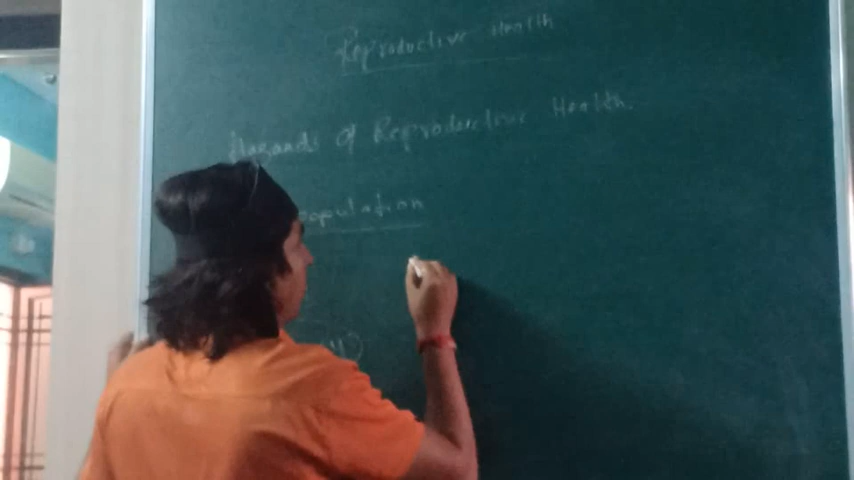 Reproductive Health
Hazards of Reproductive Health.
population